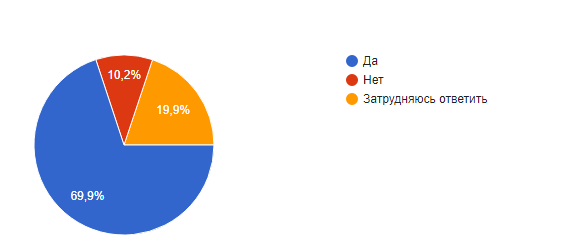 Да
Нет
Затрудняюсь ответить
10,2%
19,9%
69,9%